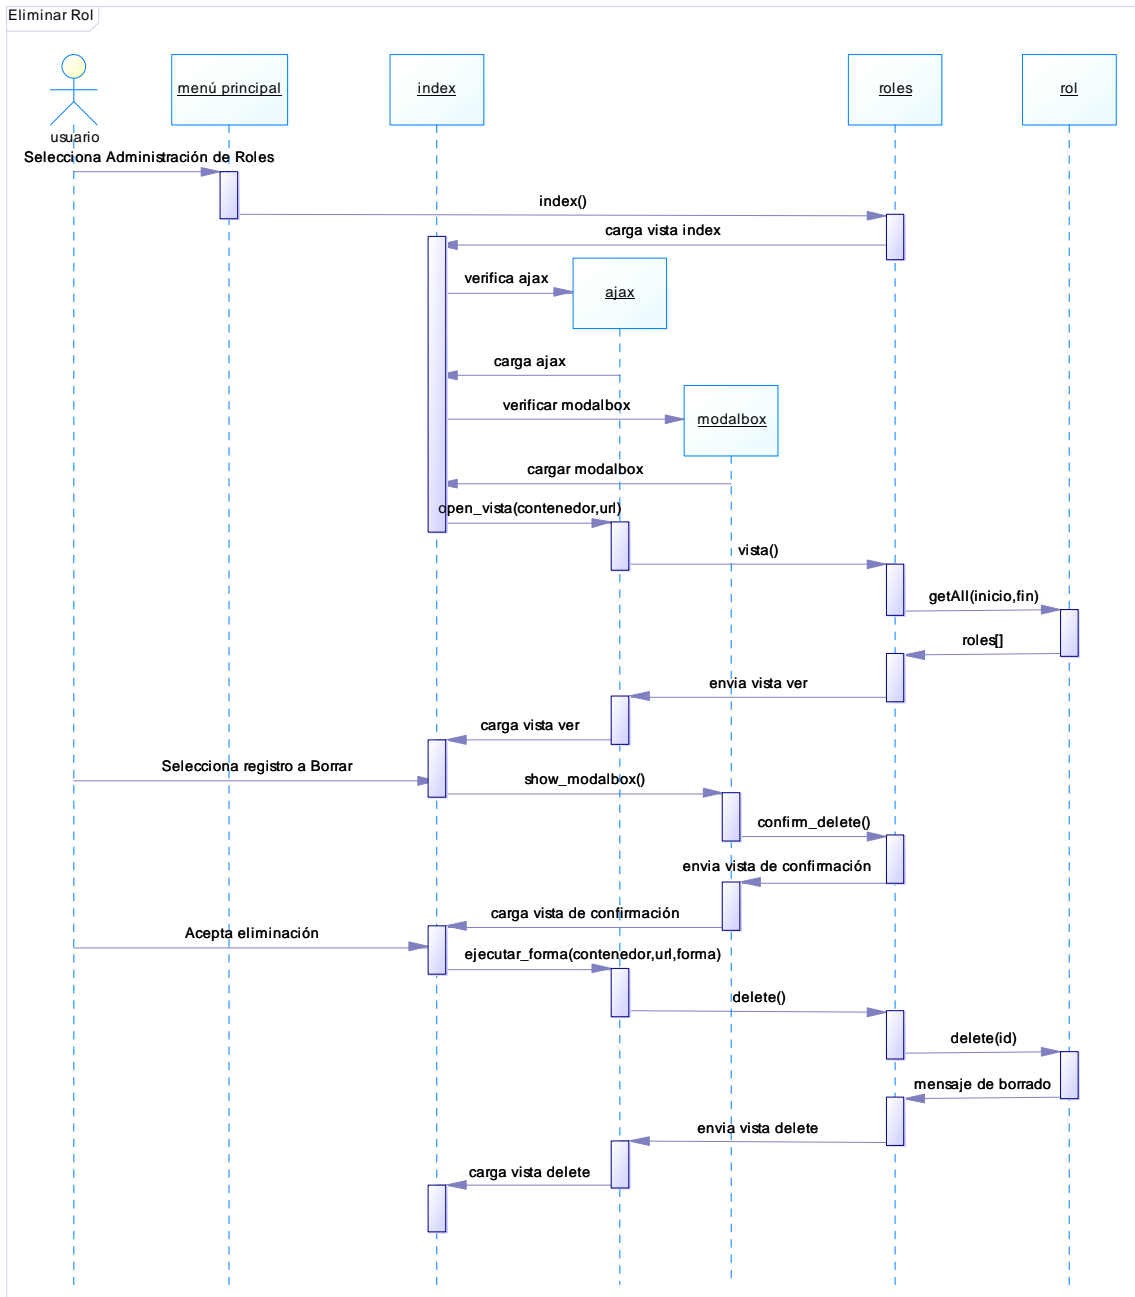 Eliminar Rol
menú principal
index
roles
rol
usuario
Selecciona Administración de Roles
index()
carga vista index
verifica ajax
ajax
carga ajax
verificar modalbox
modalbox
cargar modalbox
open_vista(contenedor,url)
vista()
getAll(inicio,fin)
roles[]
envia vista ver
carga vista ver
Selecciona registro a Borrar
show_modalbox()
confirm_delete()
envia vista de confirmación
carga vista de confirmación
Acepta eliminación
ejecutar_forma(contenedor,url,forma)
delete()
delete(id)
mensaje de borrado
envia vista delete
carga vista delete